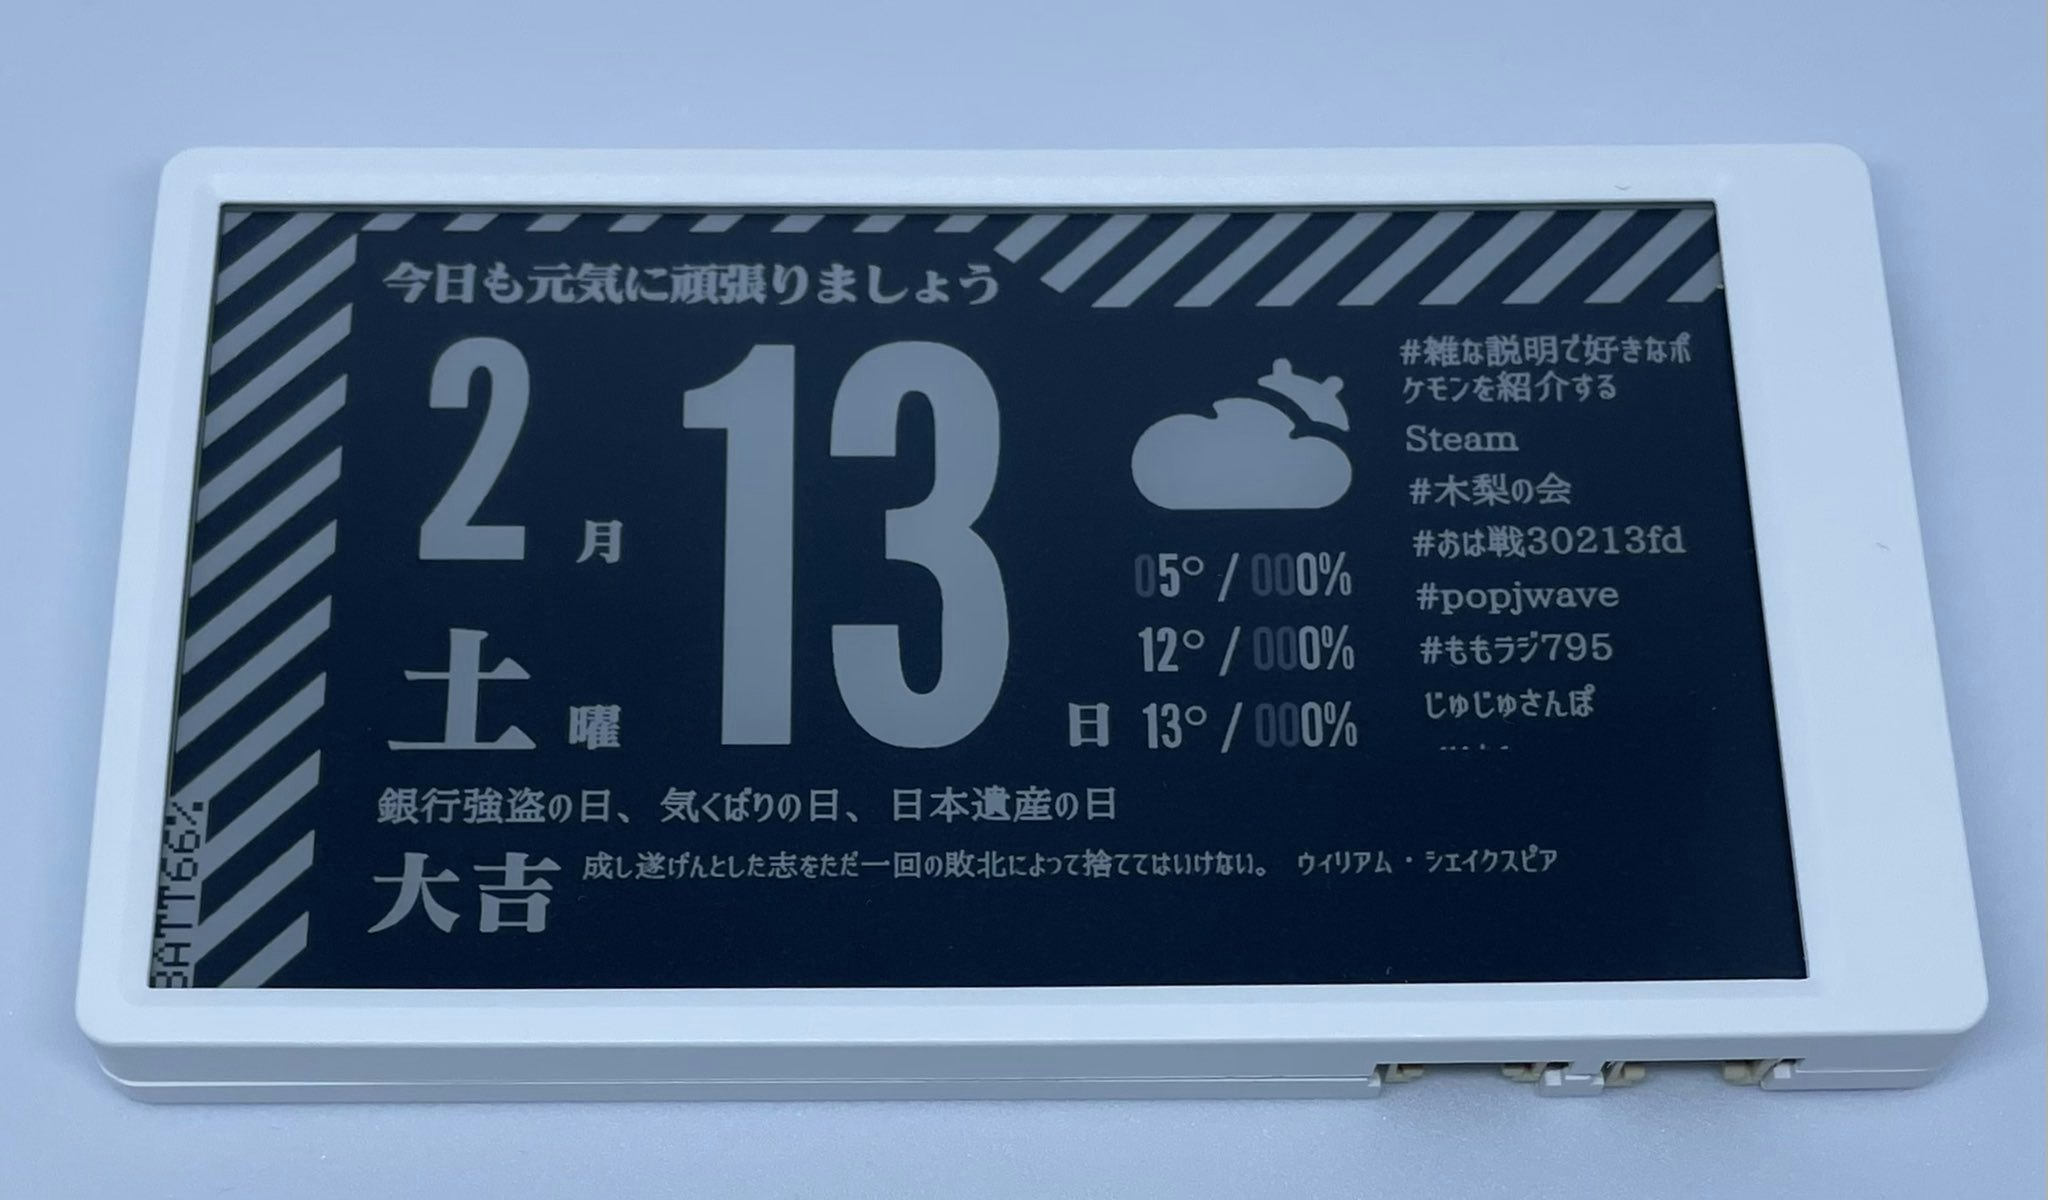 今日も元気に頑張りましょう
2月
13日
土曜
05° / 000%
12° / 000%
13° / 000%
#雑な説明で好きなポ
ケモンを紹介する
Steam
#木梨の会
#おは戦30213fd
#popjwave
#ももラジ795
じゅじゅさんぽ
銀行強盗の日、気くばりの日、日本遺産の日
大吉
成し遂げんとした志をただ一回の敗北によって捨ててはいけない。 ウィリアム・シェイクスピア
BATT66%